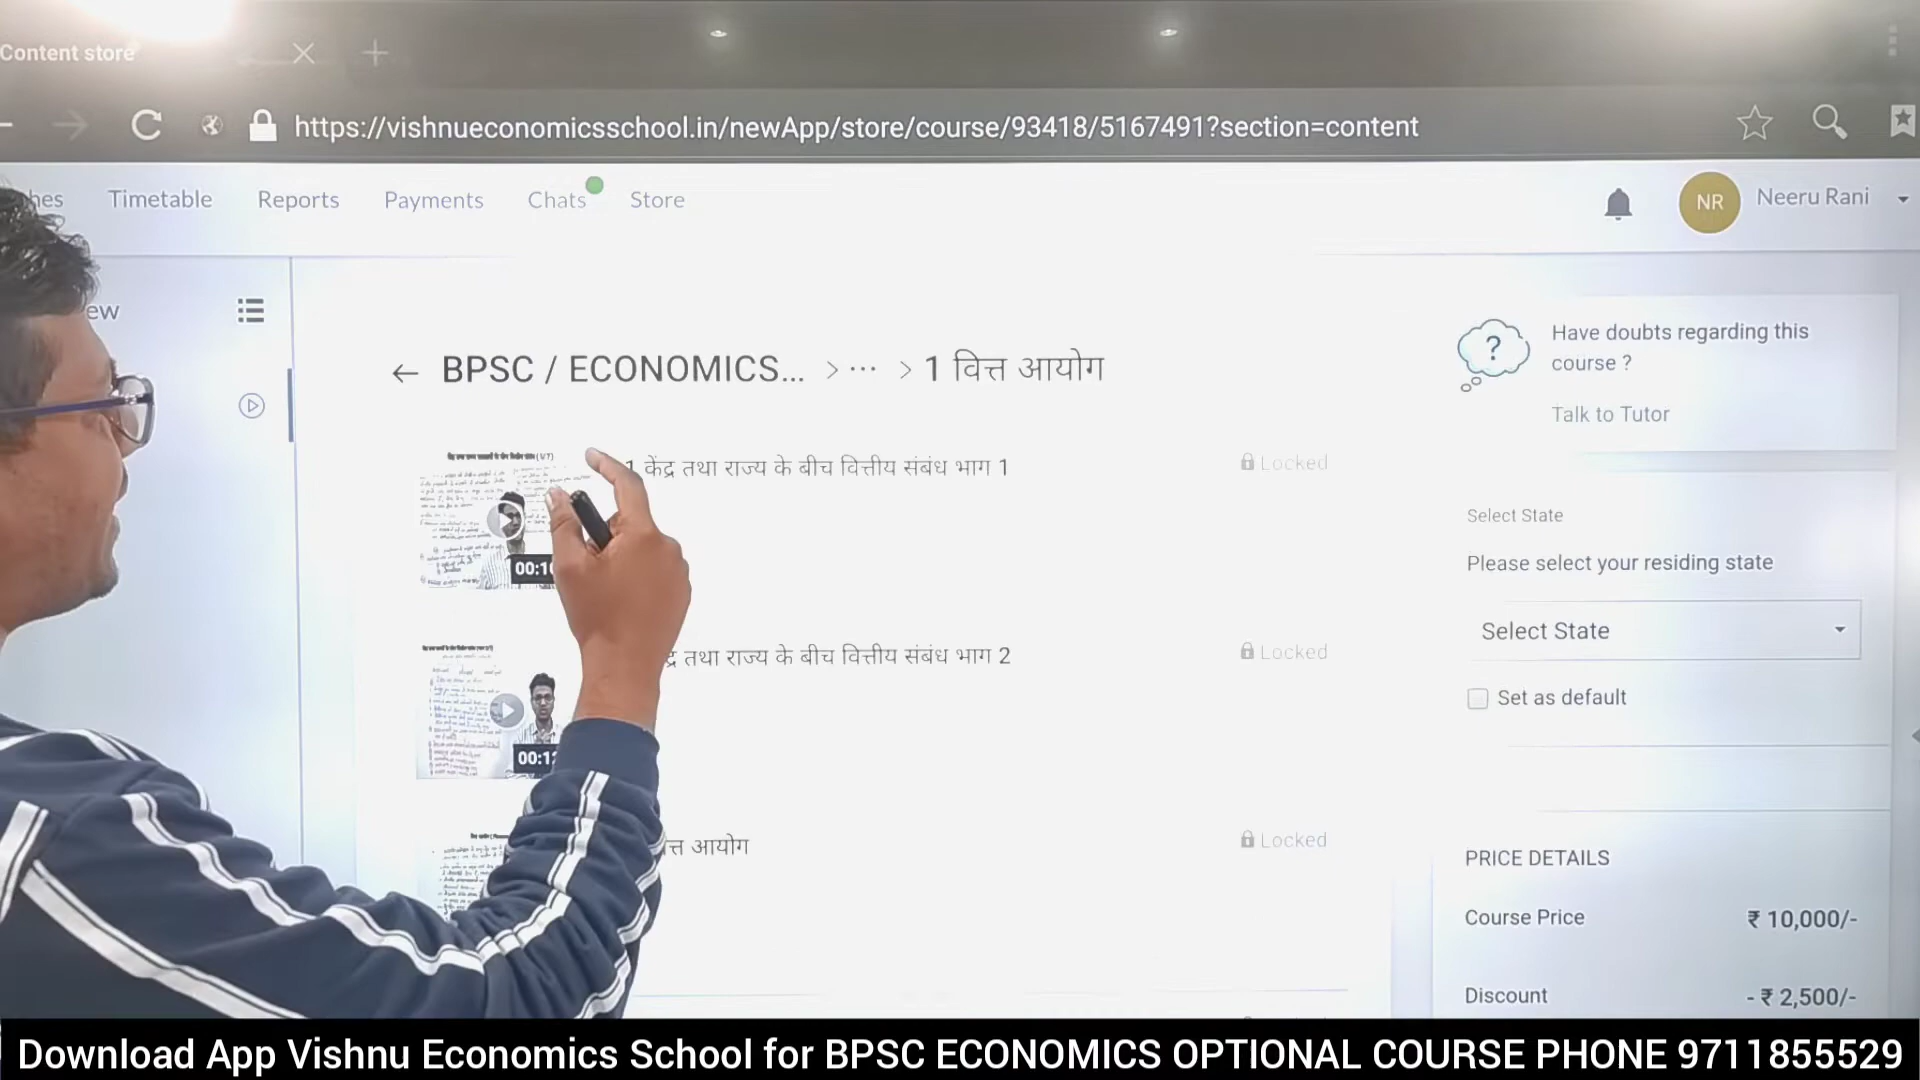 Content store
https://vishnueconomicsschool.in/newApp/store/course/93418/5167491?section=content
Timetable Reports Payments Chats Store
NR Neeru Rani
BPSC / ECONOMICS... > ... > 1 वित्त आयोग
Have doubts regarding this
course ?
Talk to Tutor
1 केंद्र तथा राज्य के बीच वित्तीय संबंध भाग 1
Locked
Select State
Please select your residing state
Select State
Set as default
तथा राज्य के बीच वित्तीय संबंध भाग 2
Locked
आयोग
Locked
PRICE DETAILS
Course Price ₹ 10,000/-
Discount - ₹ 2,500/-
Download App Vishnu Economics School for BPSC ECONOMICS OPTIONAL COURSE PHONE 9711855529